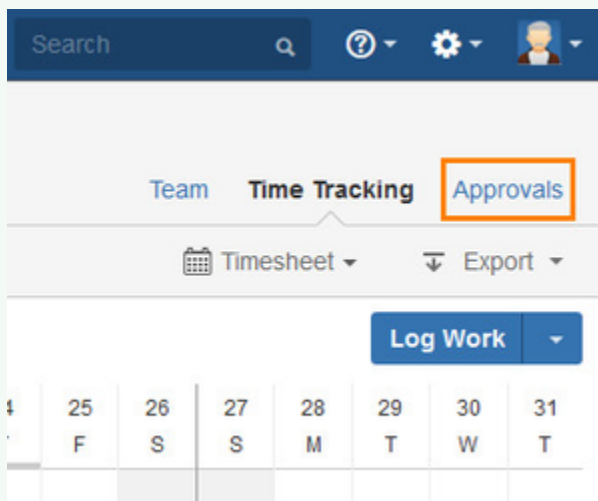 Search
Team Time Tracking Approvals
Timesheet Export
Log Work
25 26 27 28 29 30 31
F S S M T W T